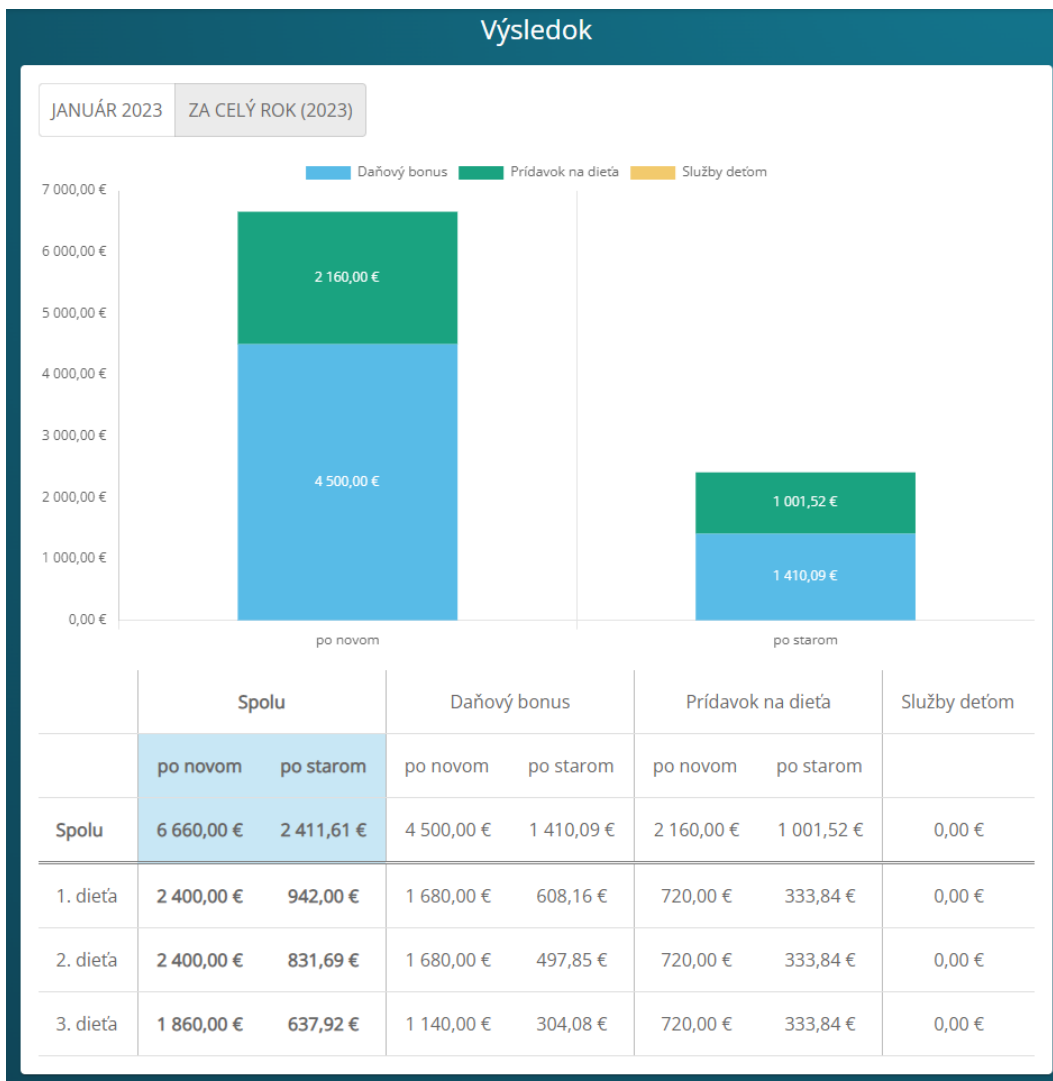 Výsledok
JANUÁR 2023 ZA CELÝ ROK (2023)
Daňový bonus Prídavok na dieťa Služby deťom
7 000,00 €
6 000,00 €
5 000,00 €
4 000,00 €
3 000,00 €
2 000,00 €
1 000,00 €
0,00 €
2 160,00 €
4 500,00 €
1 001,52 €
1 410,09 €
po novom po starom
Spolu Daňový bonus Prídavok na dieťa Služby deťom
po novom po starom po novom po starom po novom po starom
Spolu 6 660,00 € 2 411,61 € 4 500,00 € 1 410,09 € 2 160,00 € 1 001,52 € 0,00 €
1. dieťa 2 400,00 € 942,00 € 1 680,00 € 608,16 € 720,00 € 333,84 € 0,00 €
2. dieťa 2 400,00 € 831,69 € 1 680,00 € 497,85 € 720,00 € 333,84 € 0,00 €
3. dieťa 1 860,00 € 637,92 € 1 140,00 € 304,08 € 720,00 € 333,84 € 0,00 €